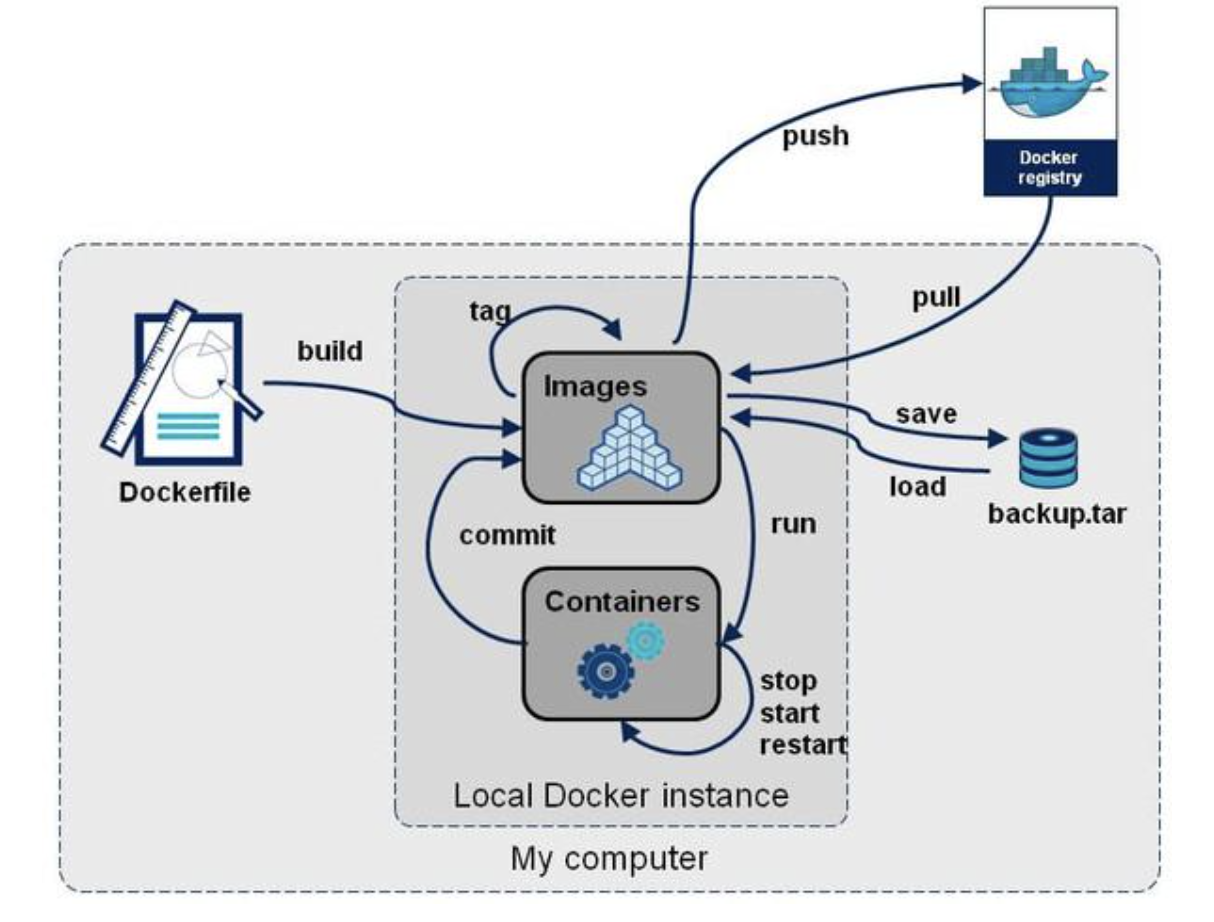 push
Docker
registry
pull
tag
build
Images
save
load
backup.tar
Dockerfile
commit
run
Containers
stop
start
restart
Local Docker instance
My computer